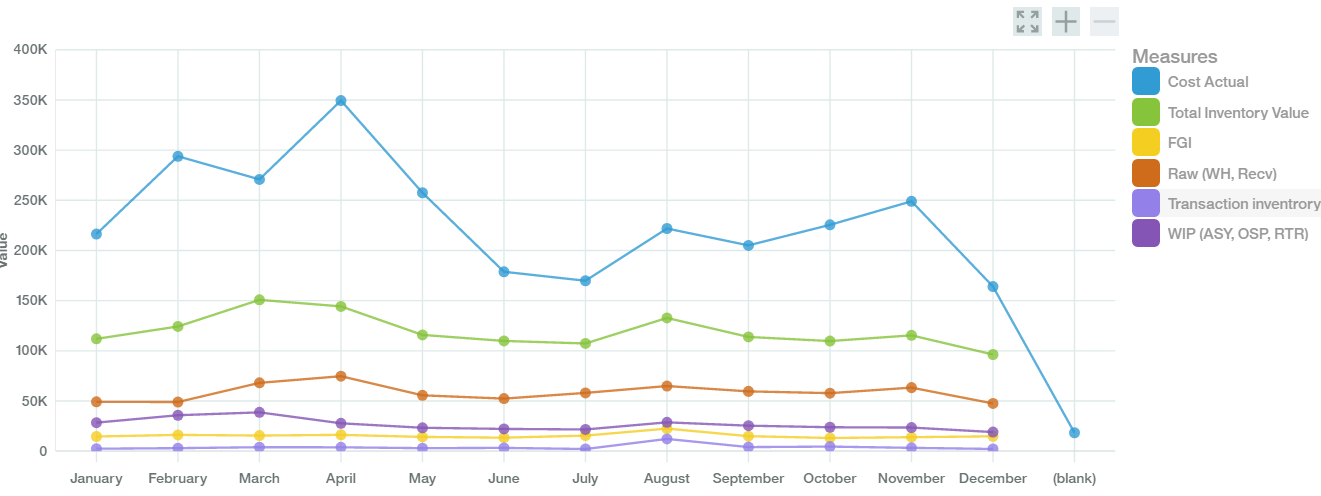 Measures
Cost Actual
Total Inventory Value
FGI
Raw (WH, Recv)
Transaction inventrory
WIP (ASY, OSP, RTR)
400K
350K
300K
250K
200K
150K
100K
50K
0
Value
January February March April May June July August September October November December (blank)